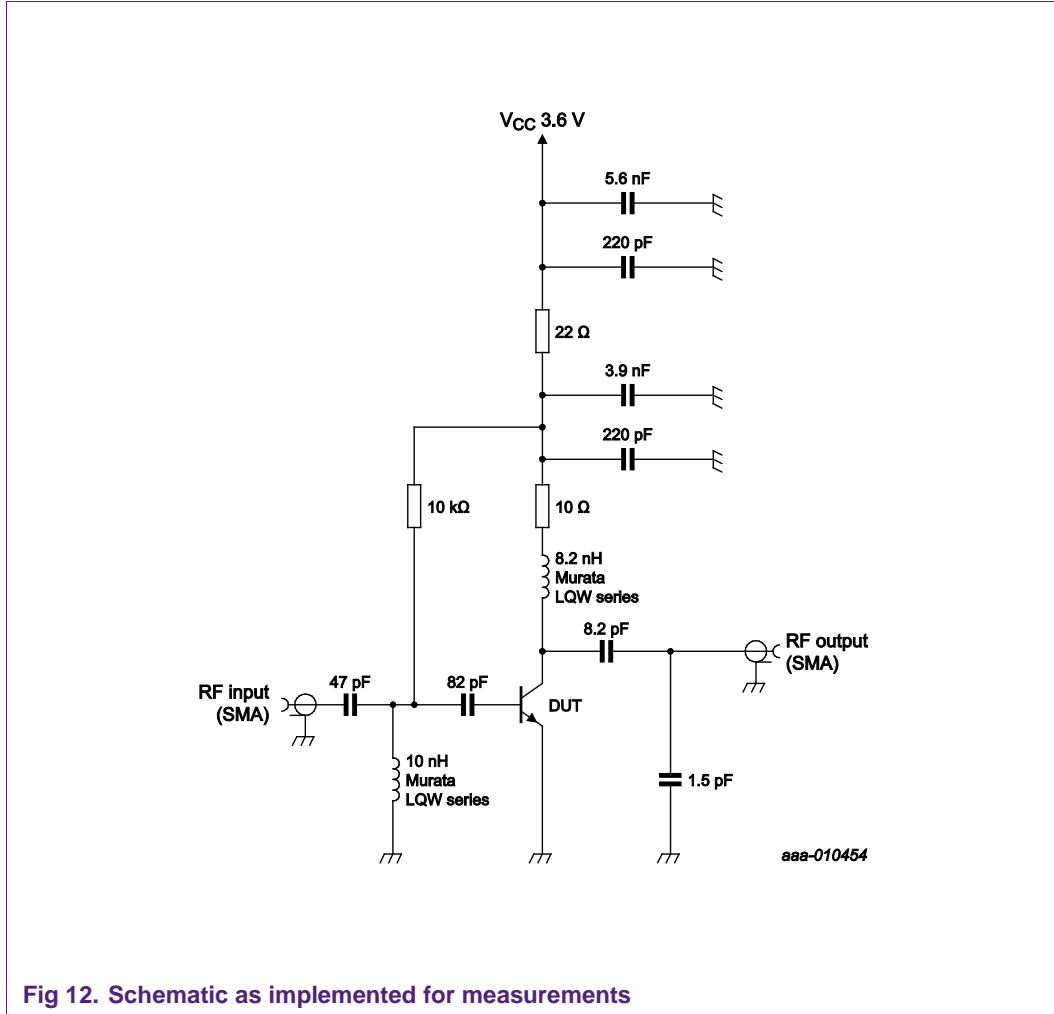 VCC 3.6 V
5.6 nF
220 pF
22 Ω
3.9 nF
220 pF
10 kΩ
10 Ω
8.2 nH
Murata
LQW series
8.2 pF
RF output
(SMA)
47 pF
82 pF
RF input
(SMA)
DUT
10 nH
Murata
LQW series
1.5 pF
aaa-010454
Fig 12. Schematic as implemented for measurements